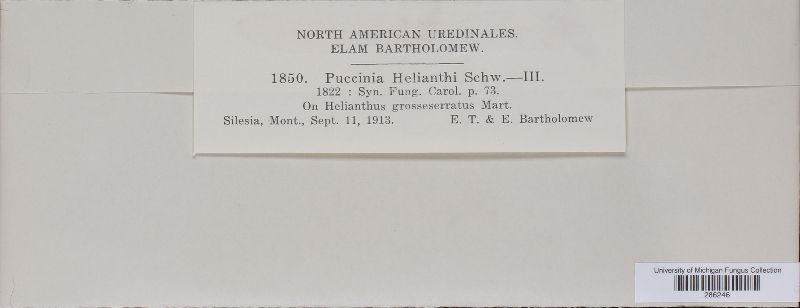 NORTH AMERICAN UREDINALES.
ELAM BARTHOLOMEW.
1850. Puccinia Helianthi Schw.—III.
1822 : Syn. Fung. Carol. p. 73.
On Helianthus grosseserratus Mart.
Silesia, Mont., Sept. 11, 1913. E. T. & E. Bartholomew
University of Michigan Fungus Collection
286246